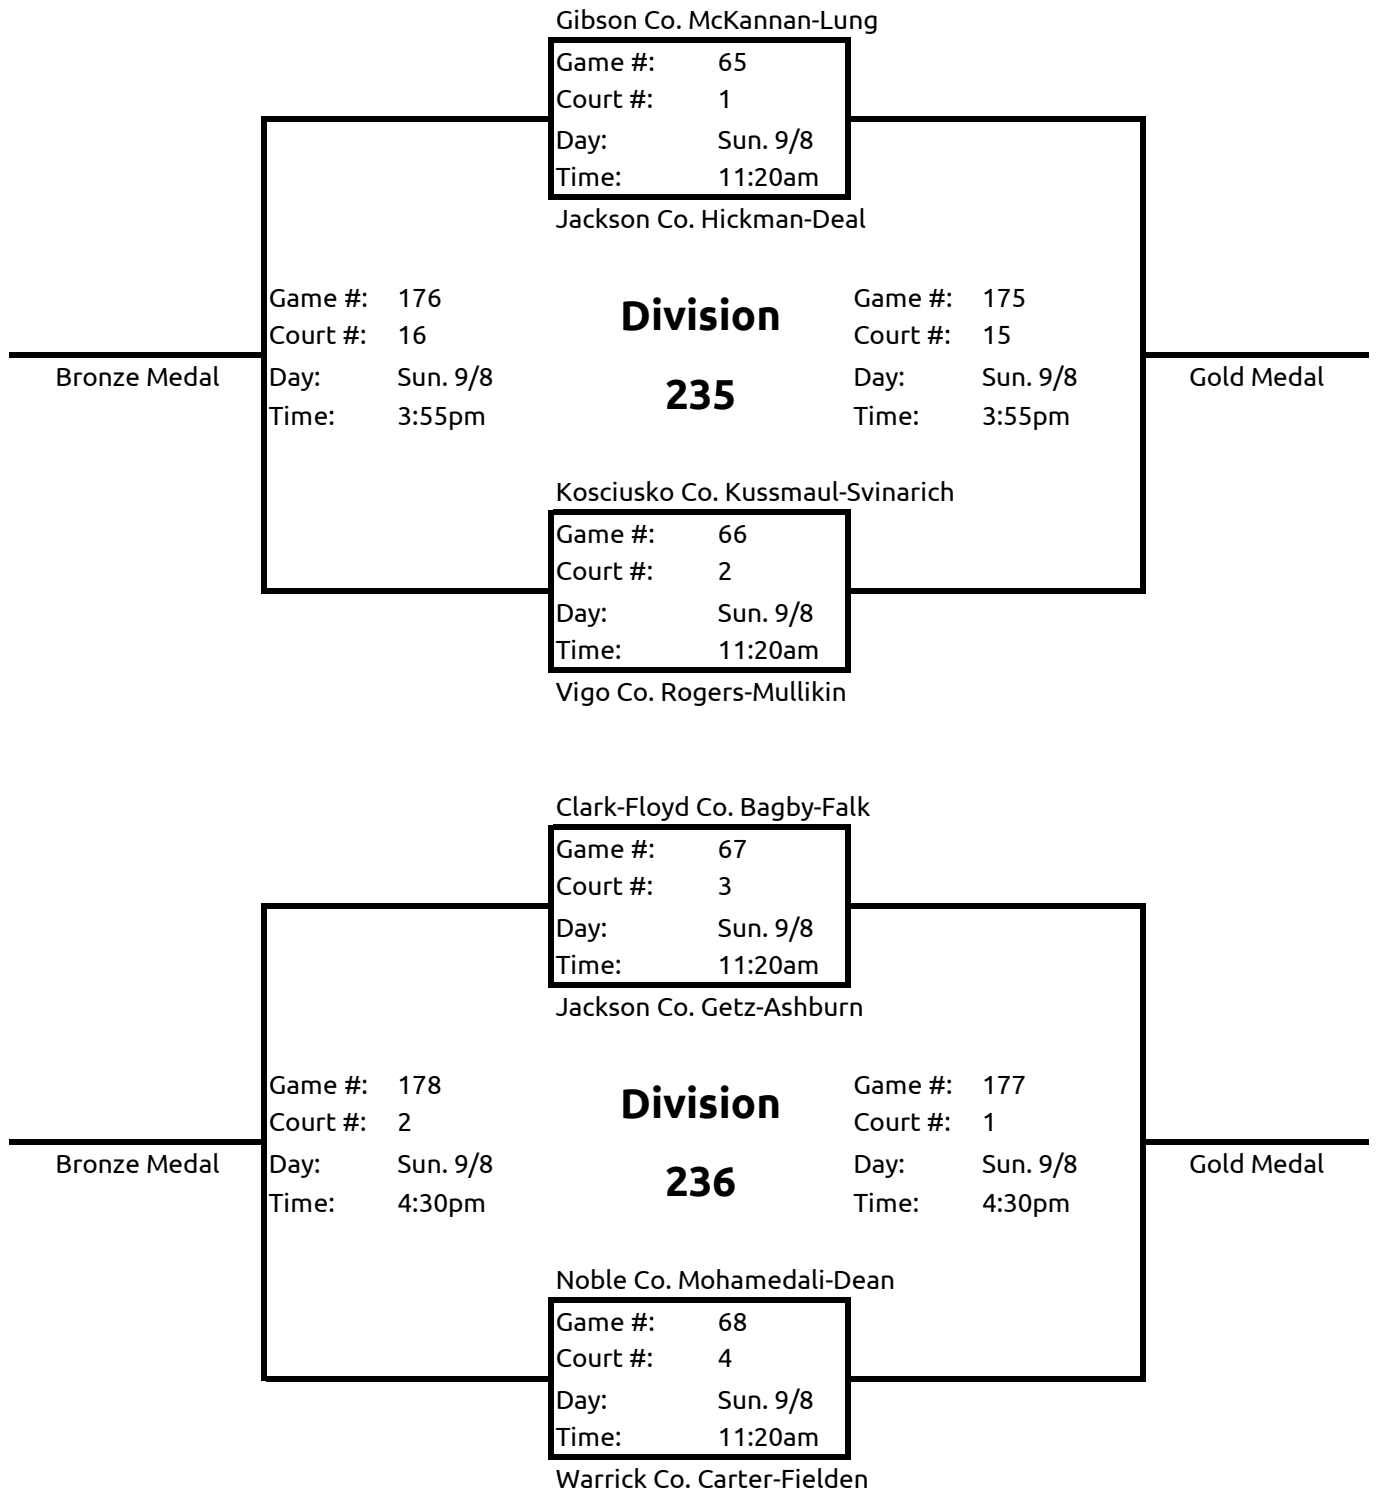 Gibson Co. McKannan-Lung
Game #: 65
Court #: 1
Day: Sun. 9/8
Time: 11:20am
Jackson Co. Hickman-Deal
Game #: 176
Court #: 16
Day: Sun. 9/8
Time: 3:55pm
Bronze Medal
Division
235
Game #: 175
Court #: 15
Day: Sun. 9/8
Time: 3:55pm
Gold Medal
Kosciusko Co. Kussmaul-Svinarich
Game #: 66
Court #: 2
Day: Sun. 9/8
Time: 11:20am
Vigo Co. Rogers-Mullikin
Clark-Floyd Co. Bagby-Falk
Game #: 67
Court #: 3
Day: Sun. 9/8
Time: 11:20am
Jackson Co. Getz-Ashburn
Game #: 178
Court #: 2
Day: Sun. 9/8
Time: 4:30pm
Bronze Medal
Division
236
Game #: 177
Court #: 1
Day: Sun. 9/8
Time: 4:30pm
Gold Medal
Noble Co. Mohamedali-Dean
Game #: 68
Court #: 4
Day: Sun. 9/8
Time: 11:20am
Warrick Co. Carter-Fielden